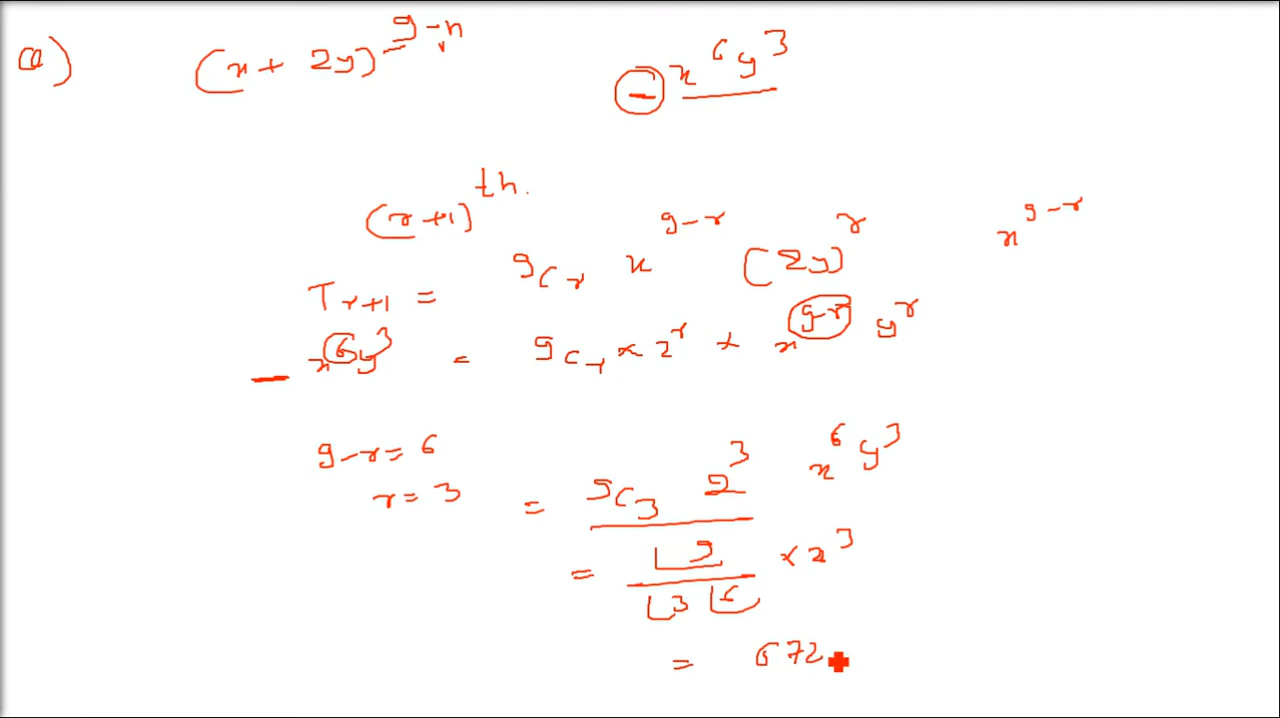 a) (x + 2y)^9-n   — x^6 y^3
(r+1)^th.
T_r+1 = 9C_r x^9-r (2y)^r   x^9-r
— x^6 y^3 = 9C_r × 2^r × x^9-r y^r
9-r = 6
r = 3   = 9C_3 2^3 x^6 y^3
= ⌊9 / ⌊3 ⌊6 × 2^3
= 672